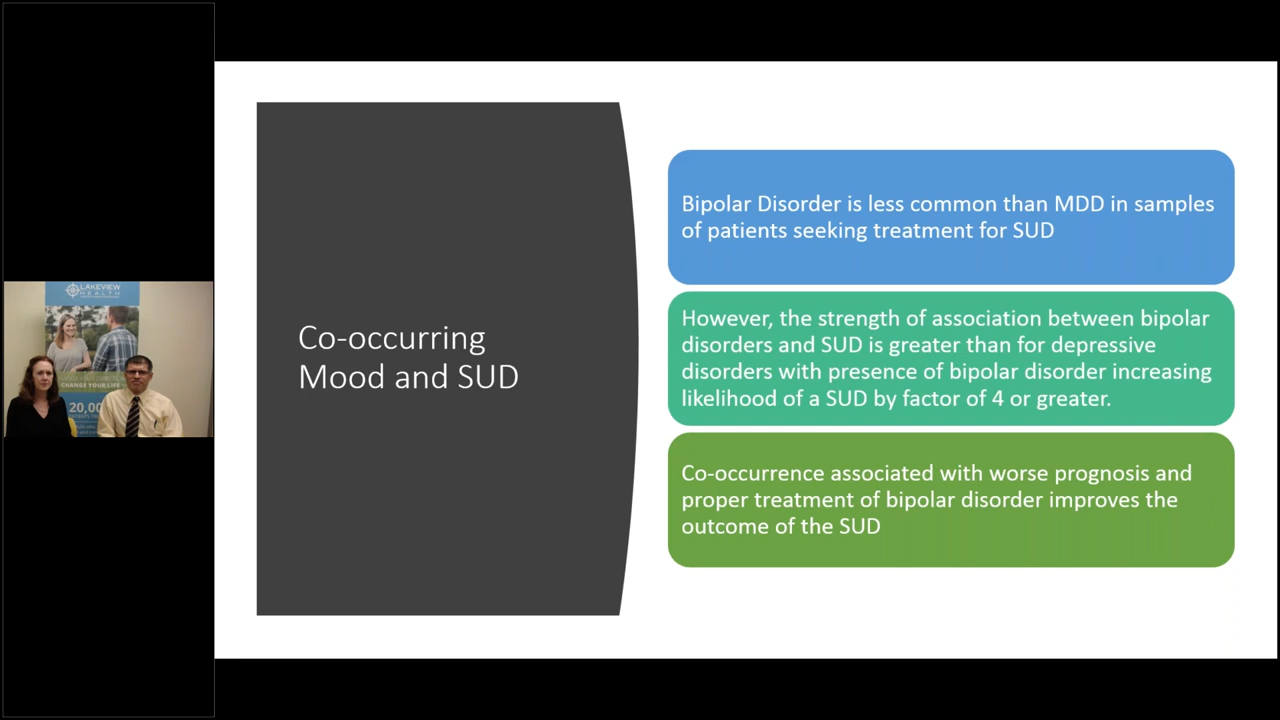 LAKEVIEW
HEALTH
CHANGE YOUR LIFE
20,00
Co-occurring
Mood and SUD
Bipolar Disorder is less common than MDD in samples
of patients seeking treatment for SUD
However, the strength of association between bipolar
disorders and SUD is greater than for depressive
disorders with presence of bipolar disorder increasing
likelihood of a SUD by factor of 4 or greater.
Co-occurrence associated with worse prognosis and
proper treatment of bipolar disorder improves the
outcome of the SUD